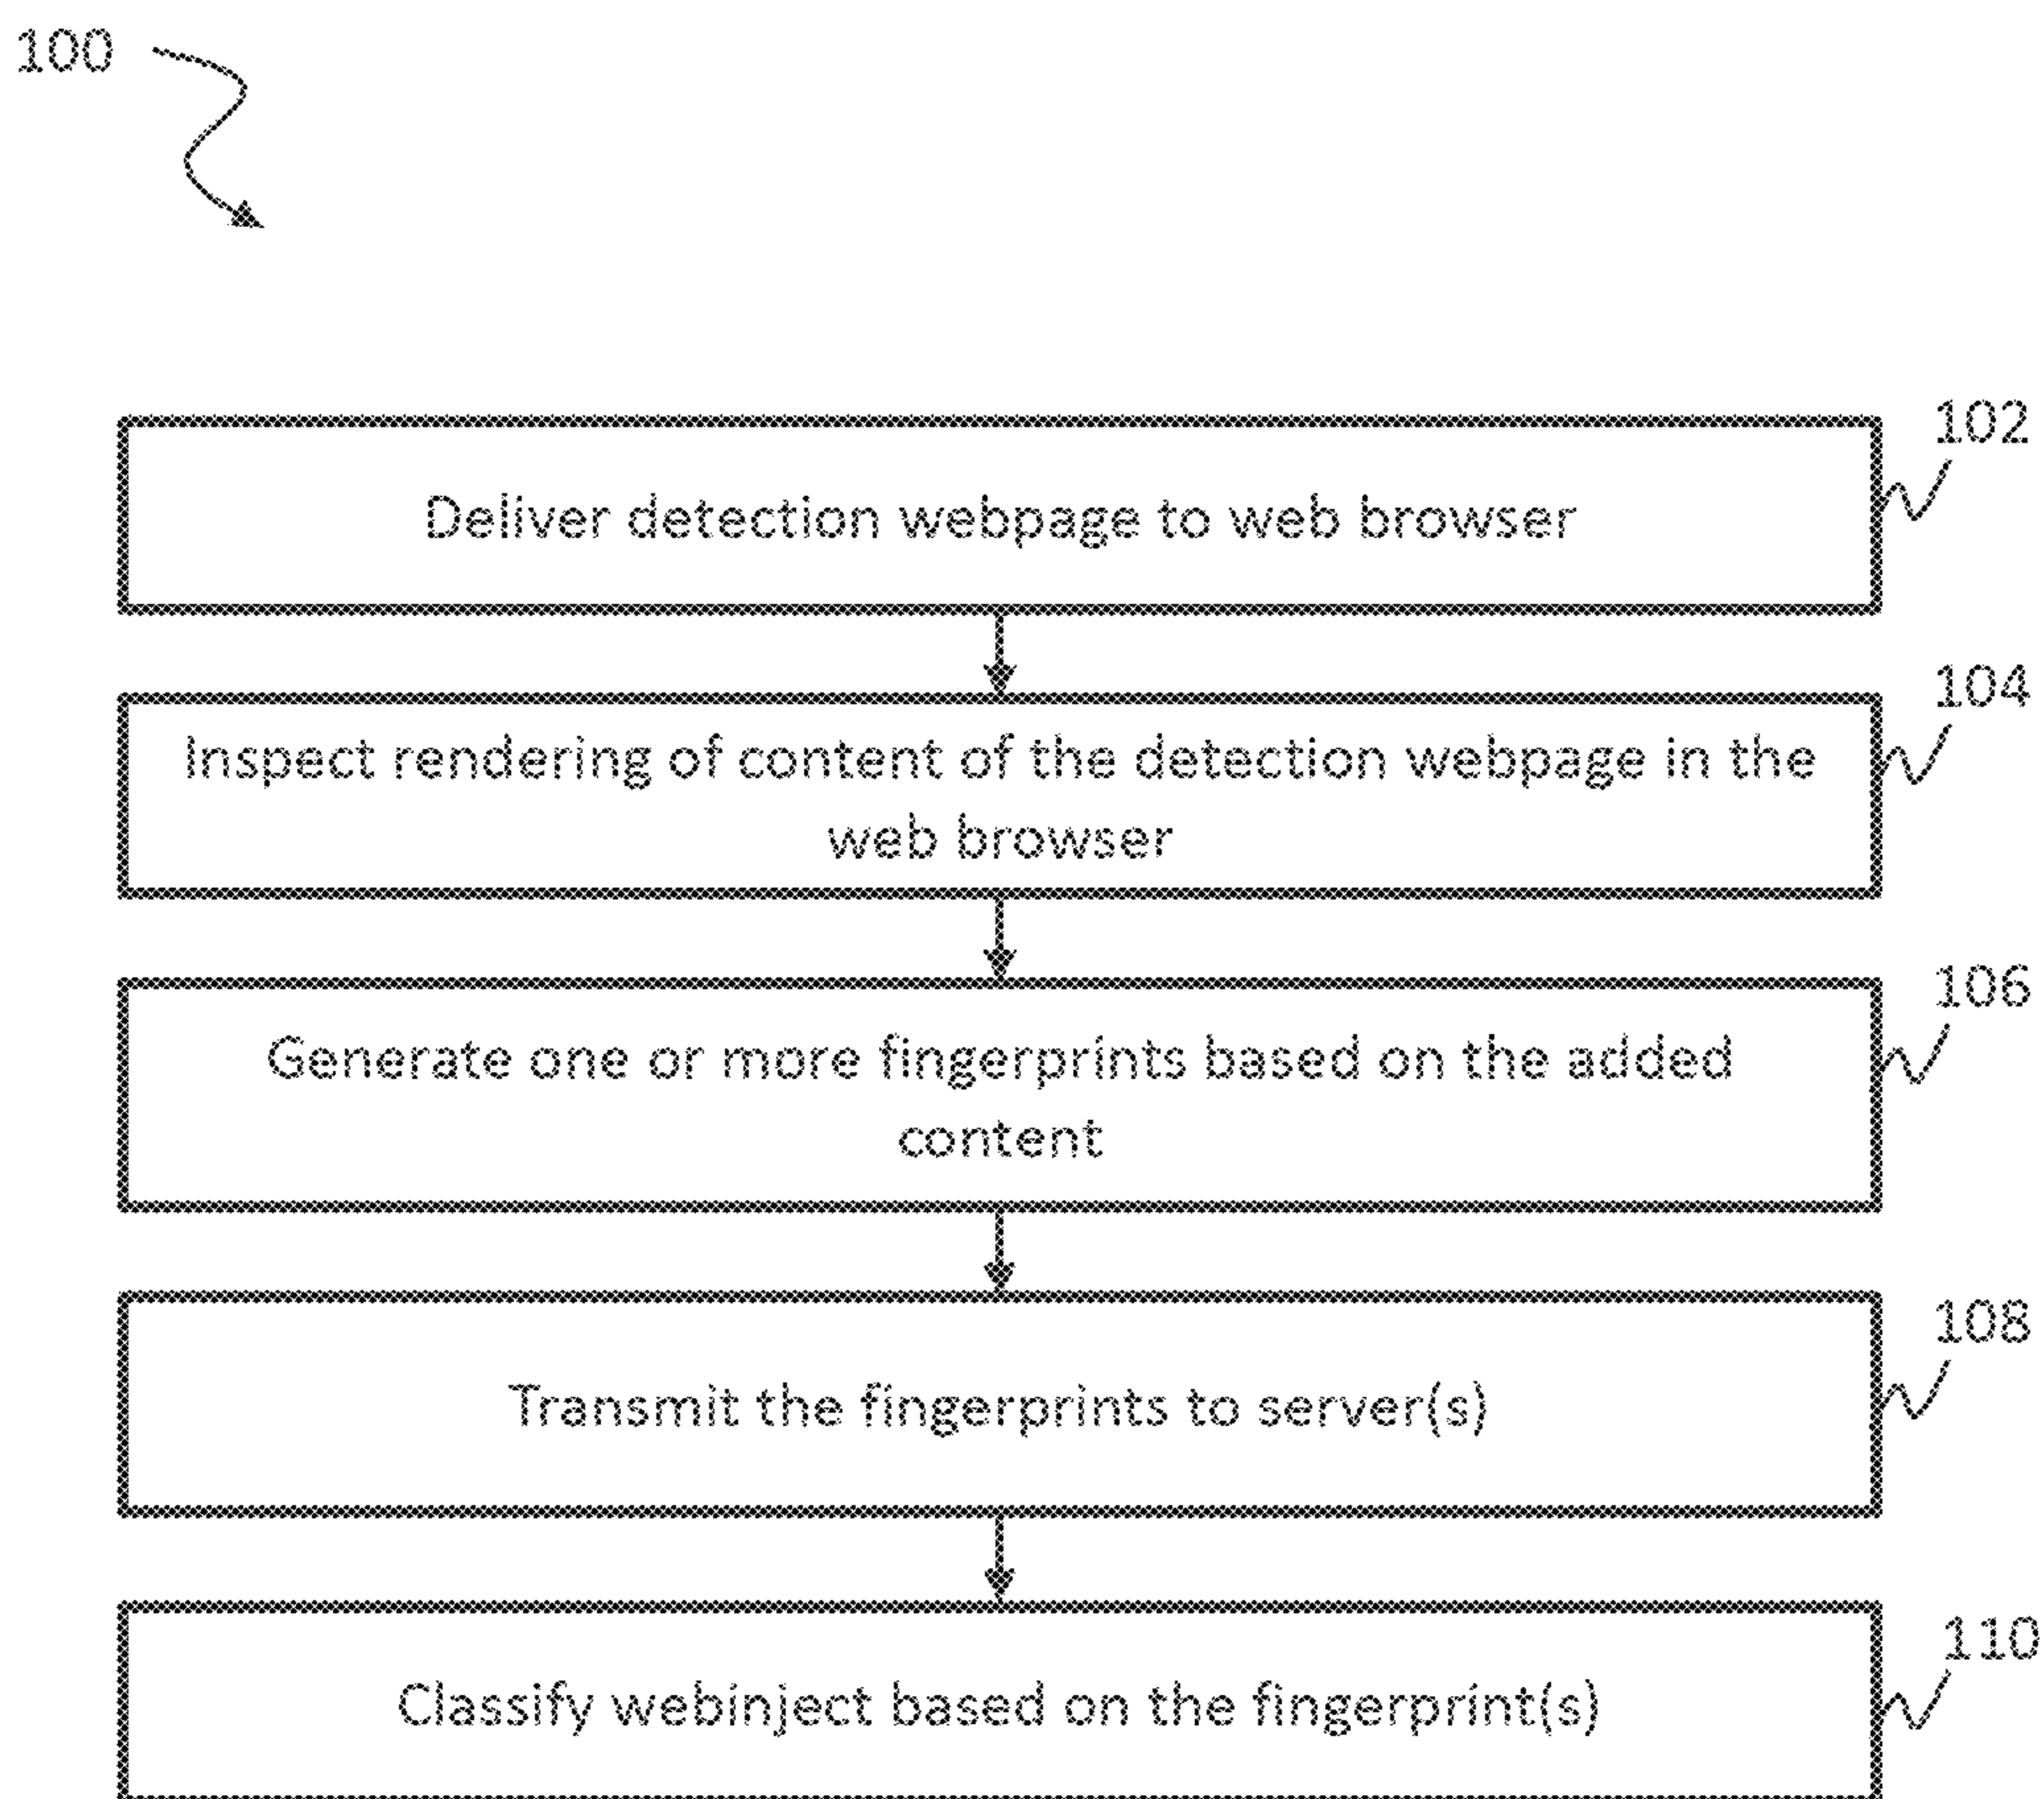 100
102
Deliver detection webpage to web browser
104
Inspect rendering of content of the detection webpage in the
web browser
106
Generate one or more fingerprints based on the added
content
108
Transmit the fingerprints to server(s)
110
Classify webinject based on the fingerprint(s)